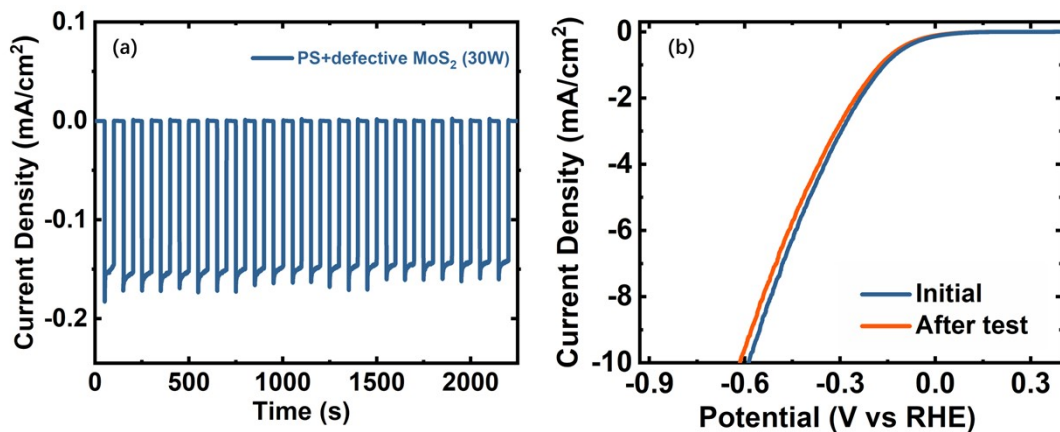 (a)
PS+defective MoS₂ (30W)
Current Density (mA/cm²)
0.1
0.0
-0.1
-0.2
0 500 1000 1500 2000
Time (s)
(b)
Current Density (mA/cm²)
0
-2
-4
-6
-8
-10
Initial
After test
-0.9 -0.6 -0.3 0.0 0.3
Potential (V vs RHE)